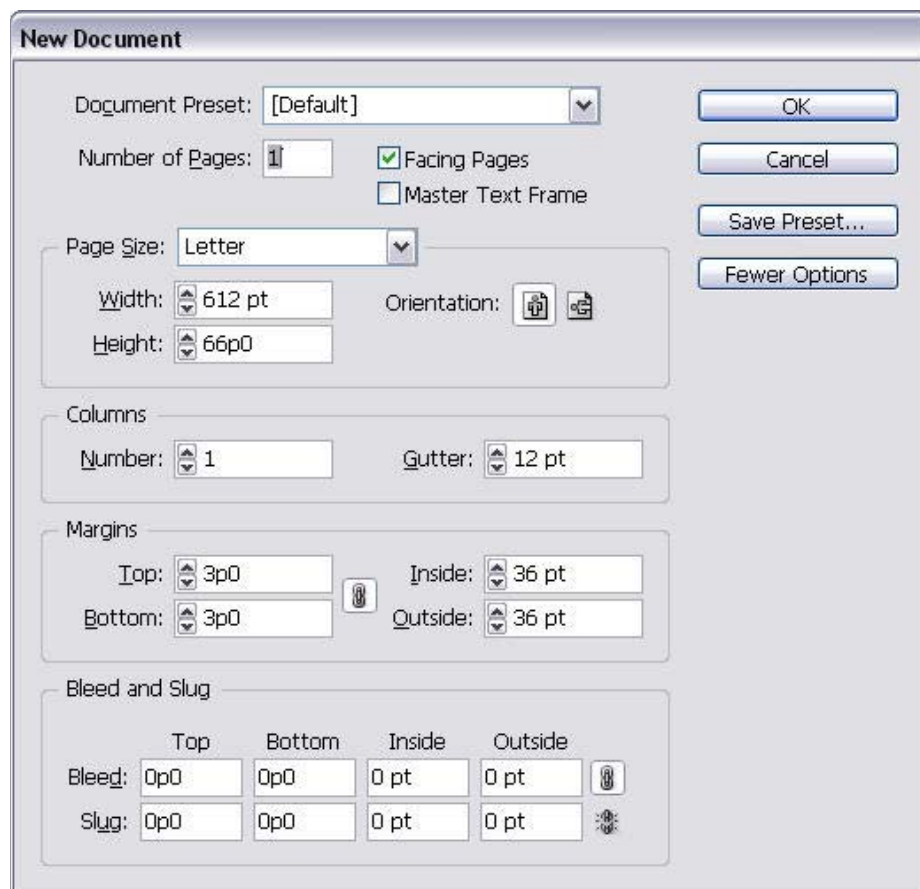 New Document
Document Preset: [Default]
OK
Number of Pages: 1
Facing Pages
Cancel
Master Text Frame
Save Preset...
Page Size: Letter
Fewer Options
Width: 612 pt
Orientation:
Height: 66p0
Columns
Number: 1
Gutter: 12 pt
Margins
Top: 3p0
Inside: 36 pt
Bottom: 3p0
Outside: 36 pt
Bleed and Slug
Top Bottom Inside Outside
Bleed: 0p0 0p0 0 pt 0 pt
Slug: 0p0 0p0 0 pt 0 pt